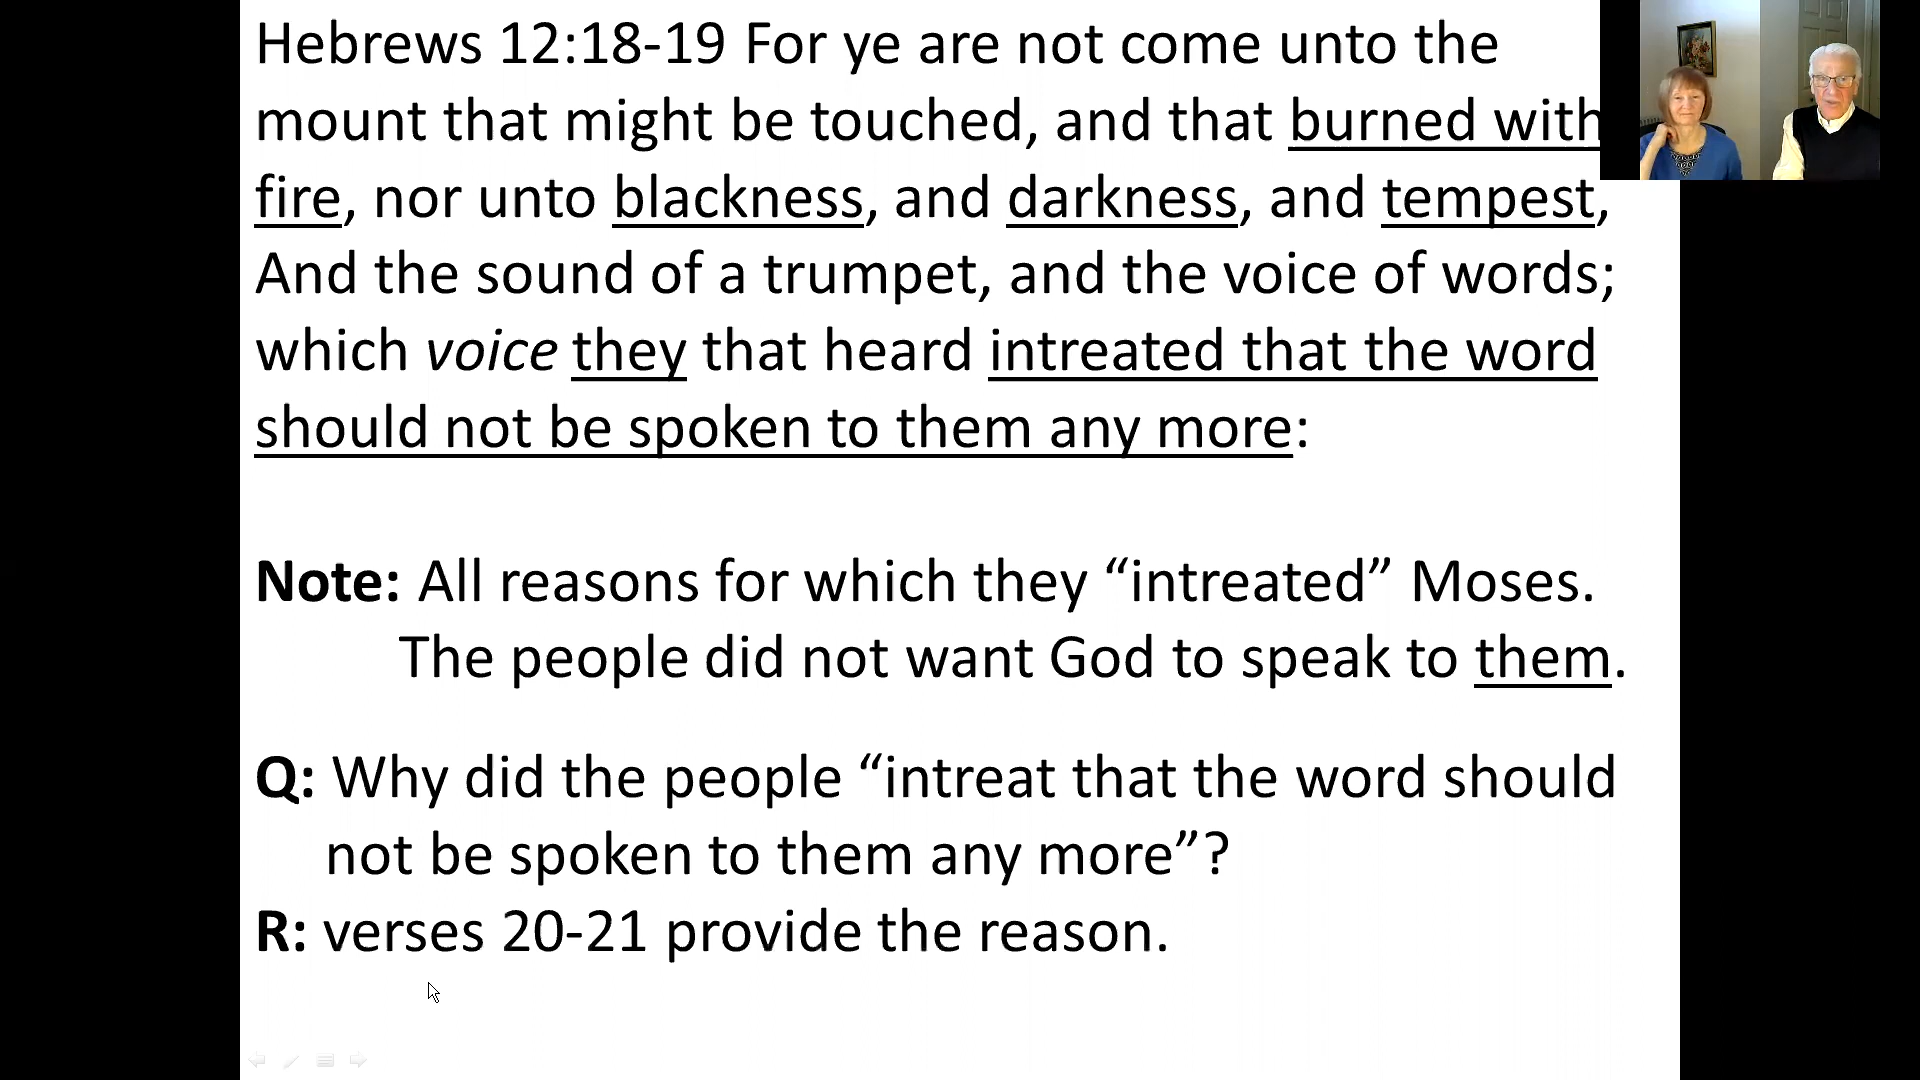 Hebrews 12:18-19 For ye are not come unto the
mount that might be touched, and that burned with
fire, nor unto blackness, and darkness, and tempest,
And the sound of a trumpet, and the voice of words;
which voice they that heard intreated that the word
should not be spoken to them any more:
Note: All reasons for which they “intreated” Moses.
The people did not want God to speak to them.
Q: Why did the people “intreat that the word should
not be spoken to them any more”?
R: verses 20-21 provide the reason.